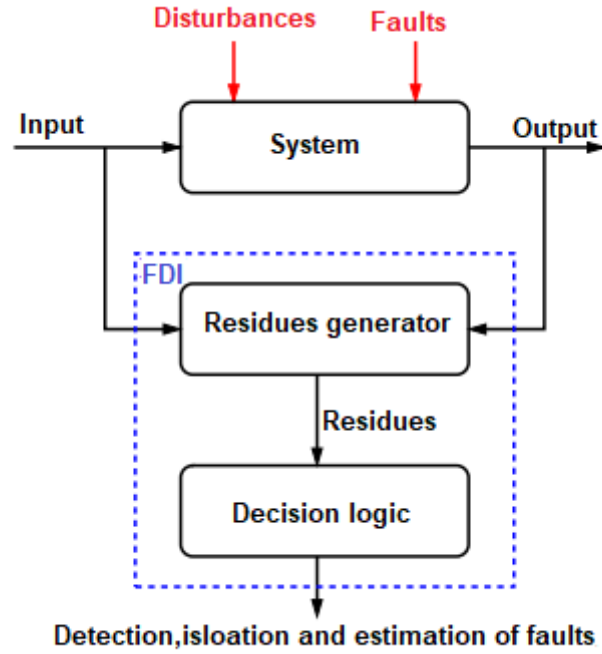 Disturbances
Faults
Input
System
Output
FDI
Residues generator
Residues
Decision logic
Detection,isloation and estimation of faults